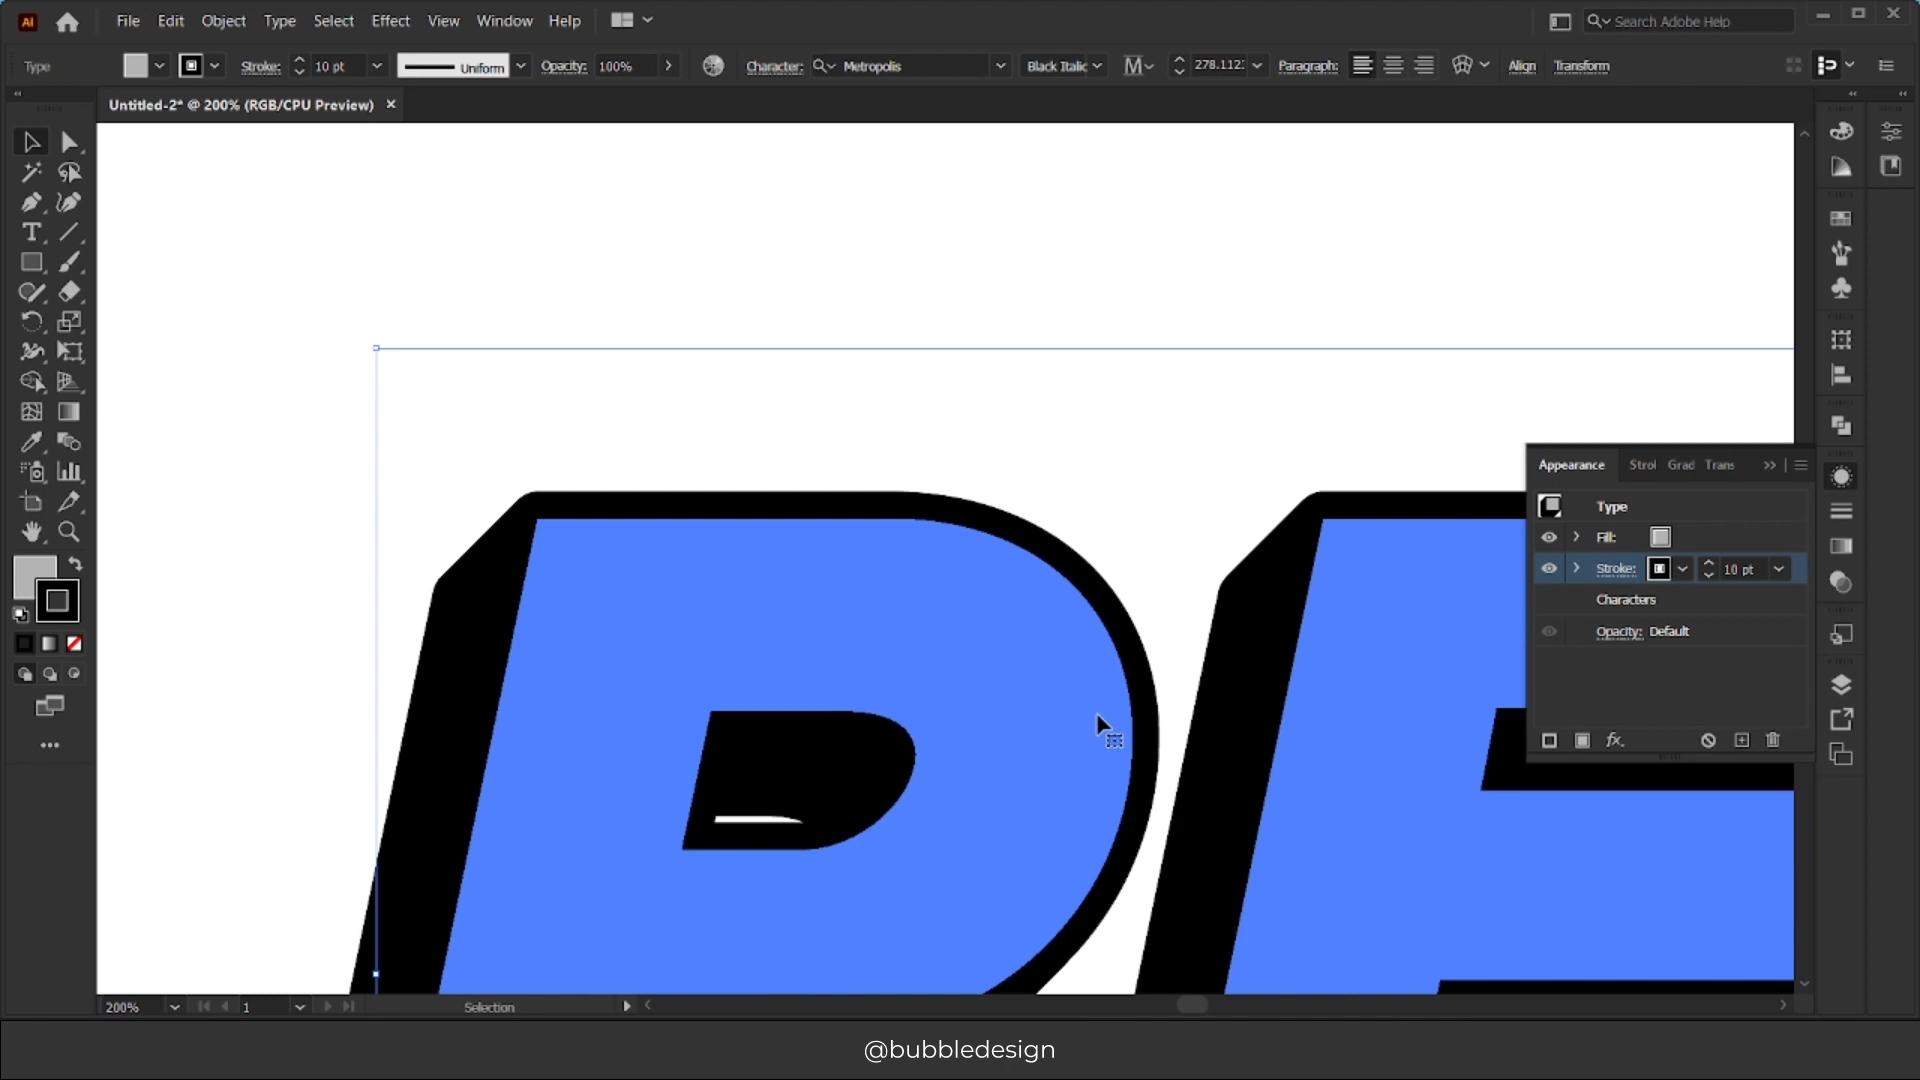 Ai File Edit Object Type Select Effect View Window Help Search Adobe Help
Type Stroke: 10 pt Uniform Opacity: 100% Character: Metropolis Black Italic 278.112 Paragraph: Align Transform
Untitled-2* @ 200% (RGB/CPU Preview)
Appearance Strol Grad Trans
Type
Fill:
Stroke: 10 pt
Characters
Opacity: Default
fx.
200% 1 Selection
@bubbledesign